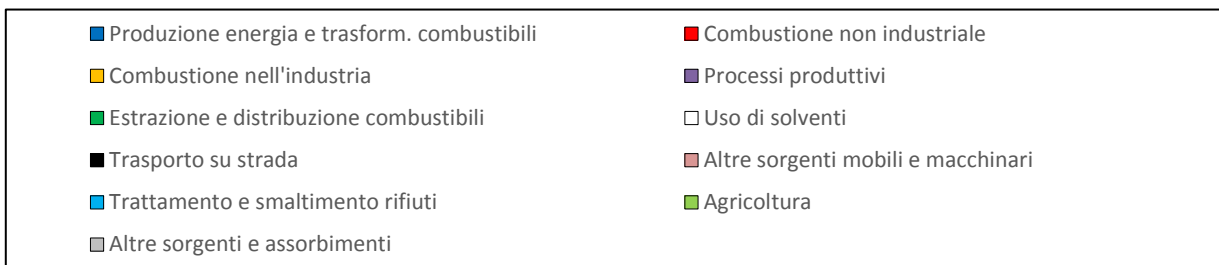 Produzione energia e trasform. combustibili
Combustione non industriale
Combustione nell'industria
Processi produttivi
Estrazione e distribuzione combustibili
Uso di solventi
Trasporto su strada
Altre sorgenti mobili e macchinari
Trattamento e smaltimento rifiuti
Agricoltura
Altre sorgenti e assorbimenti